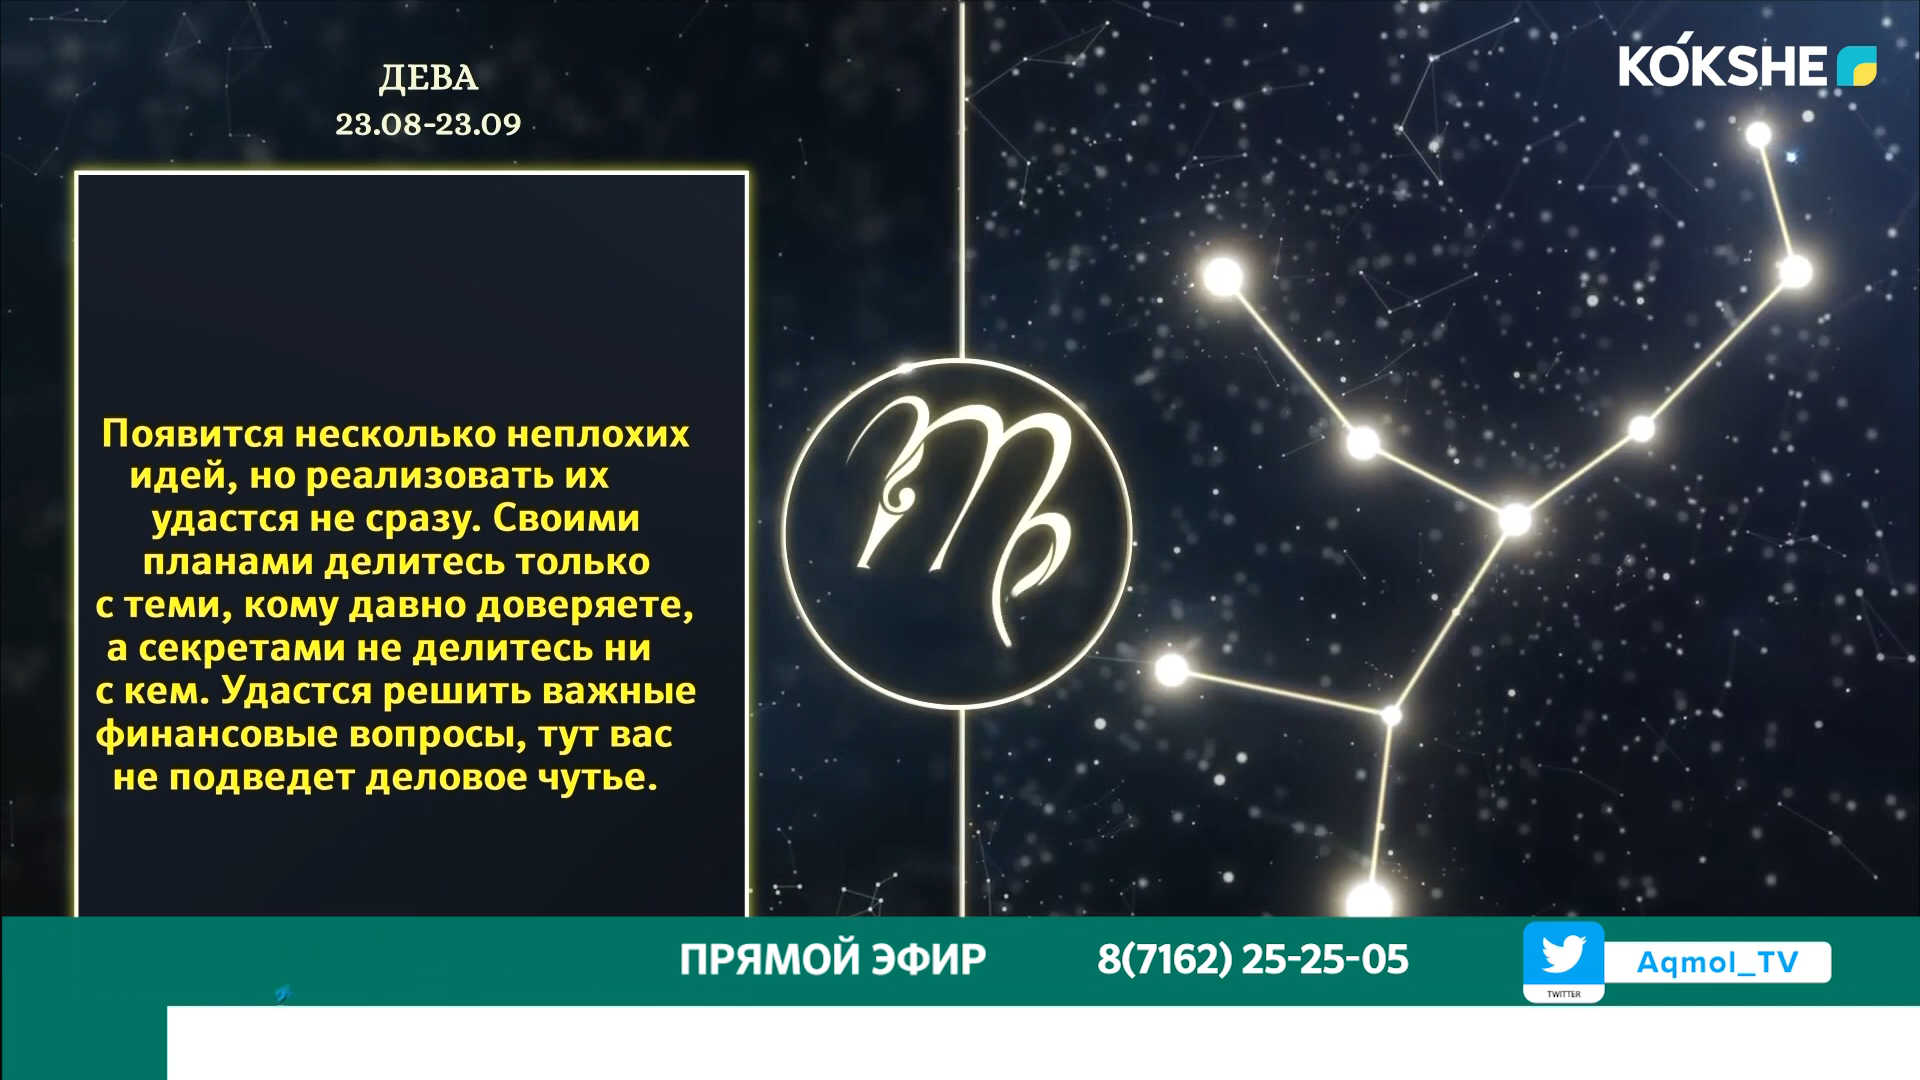 ДЕВА
23.08-23.09
KÓKSHE
Появится несколько неплохих
идей, но реализовать их
удастся не сразу. Своими
планами делитесь только
с теми, кому давно доверяете,
а секретами не делитесь ни
с кем. Удастся решить важные
финансовые вопросы, тут вас
не подведет деловое чутье.
ПРЯМОЙ ЭФИР 8(7162) 25-25-05 Aqmol_TV
TWITTER